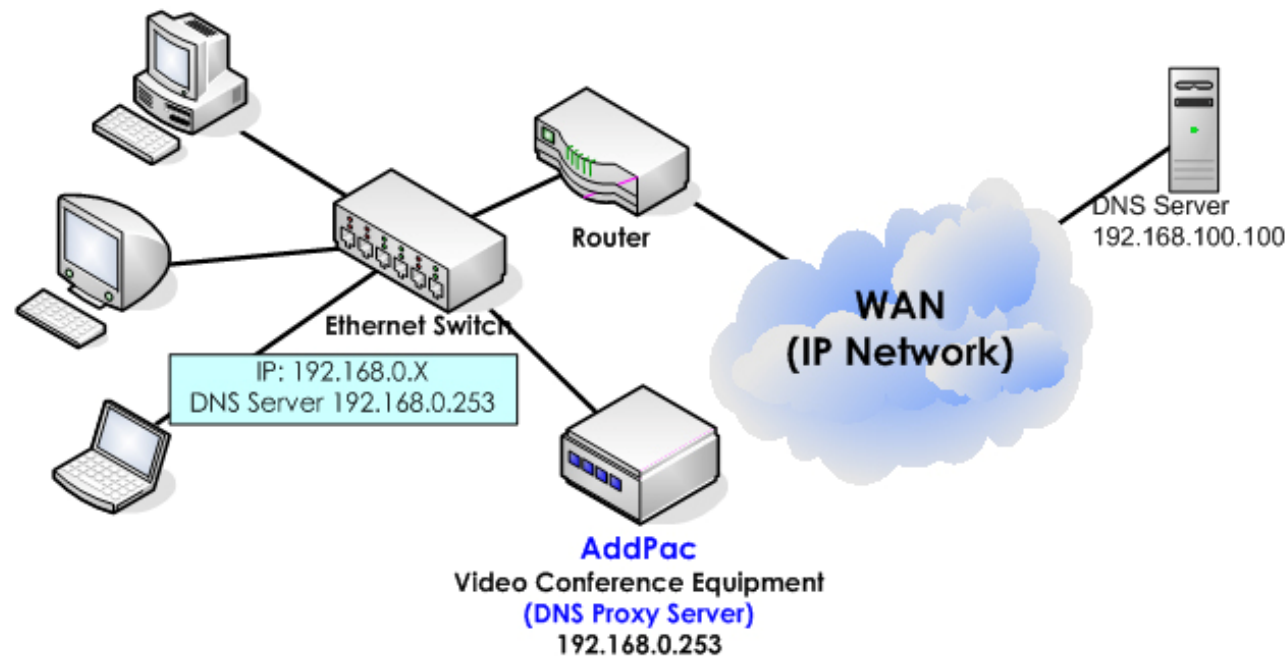 DNS Server
192.168.100.100
Router
WAN
(IP Network)
Ethernet Switch
IP: 192.168.0.X
DNS Server 192.168.0.253
AddPac
Video Conference Equipment
(DNS Proxy Server)
192.168.0.253